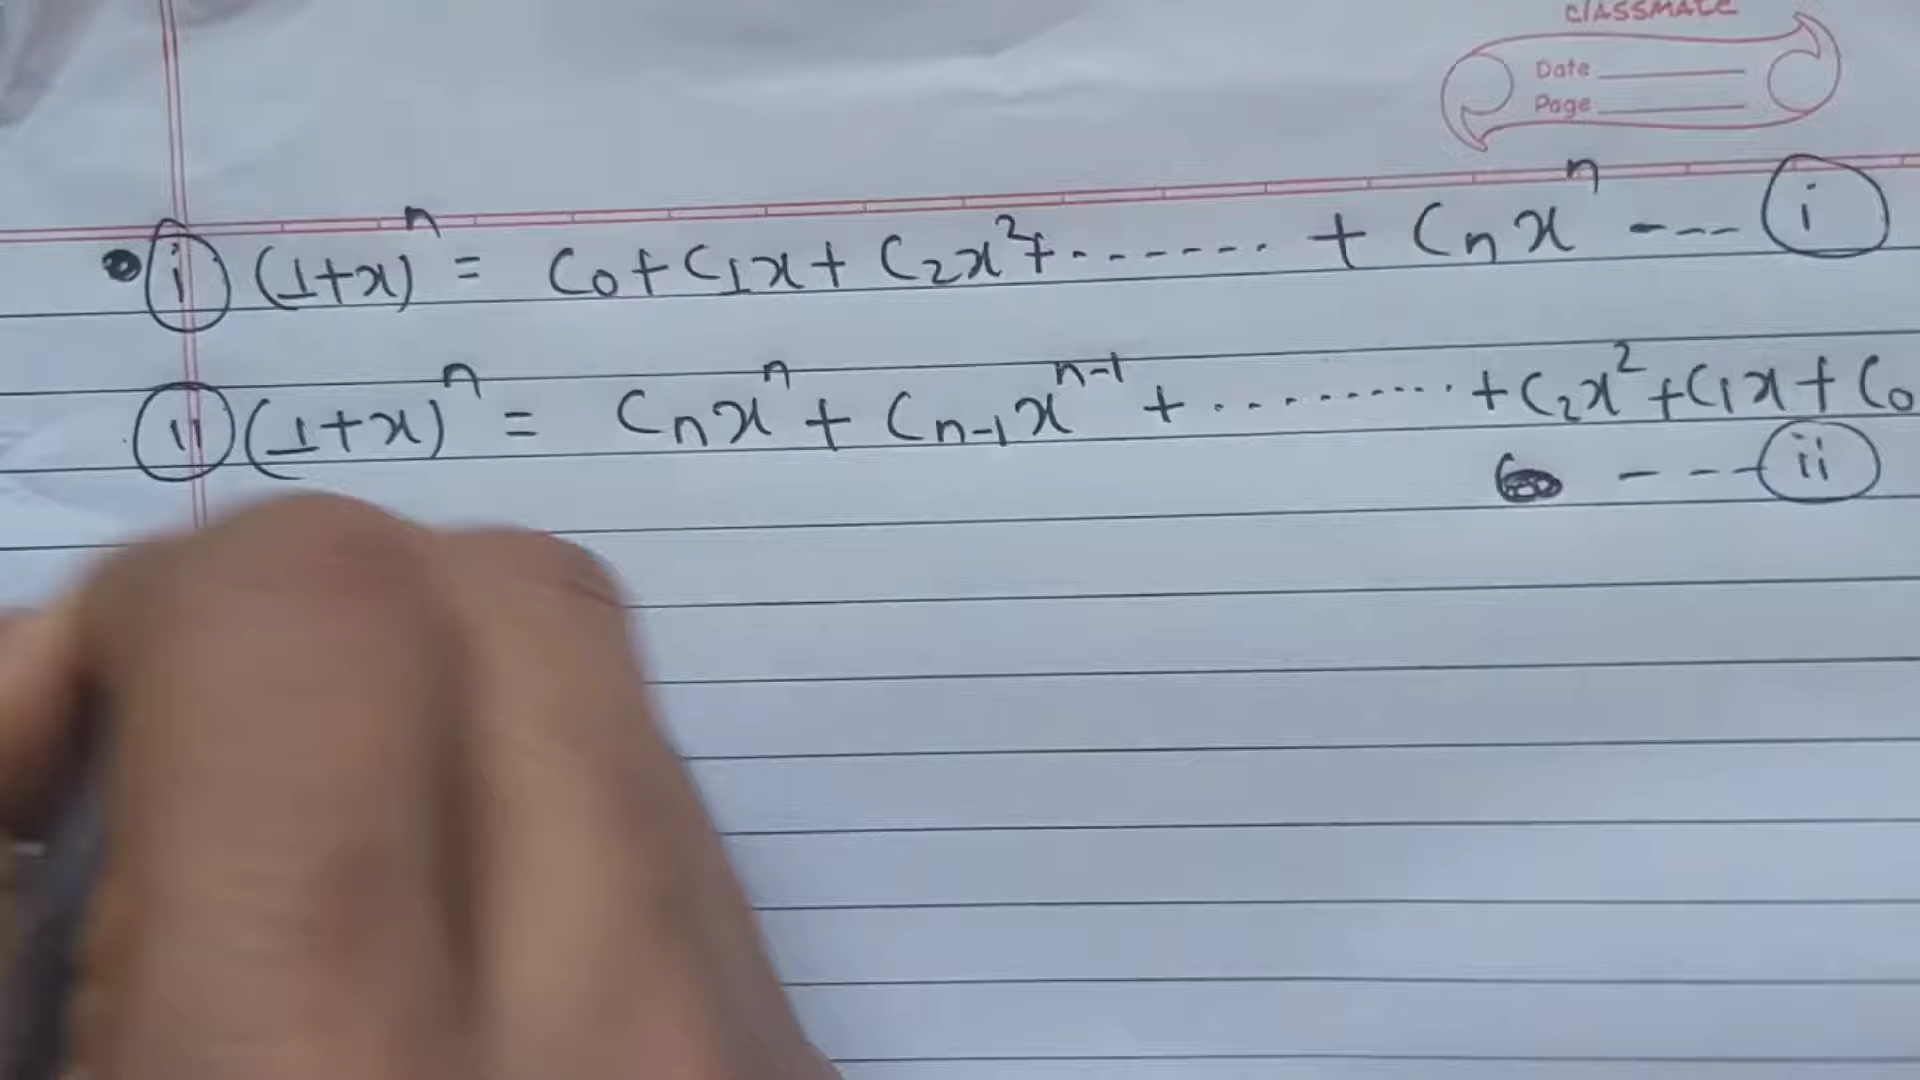 CLASSMATE
Date
Page
i (1+x)ⁿ = C₀+C₁x+C₂x²+....... + Cₙxⁿ --- i
ii (1+x)ⁿ = Cₙxⁿ + Cₙ₋₁xⁿ⁻¹ + ......... +C₂x²+C₁x+C₀
--- ii